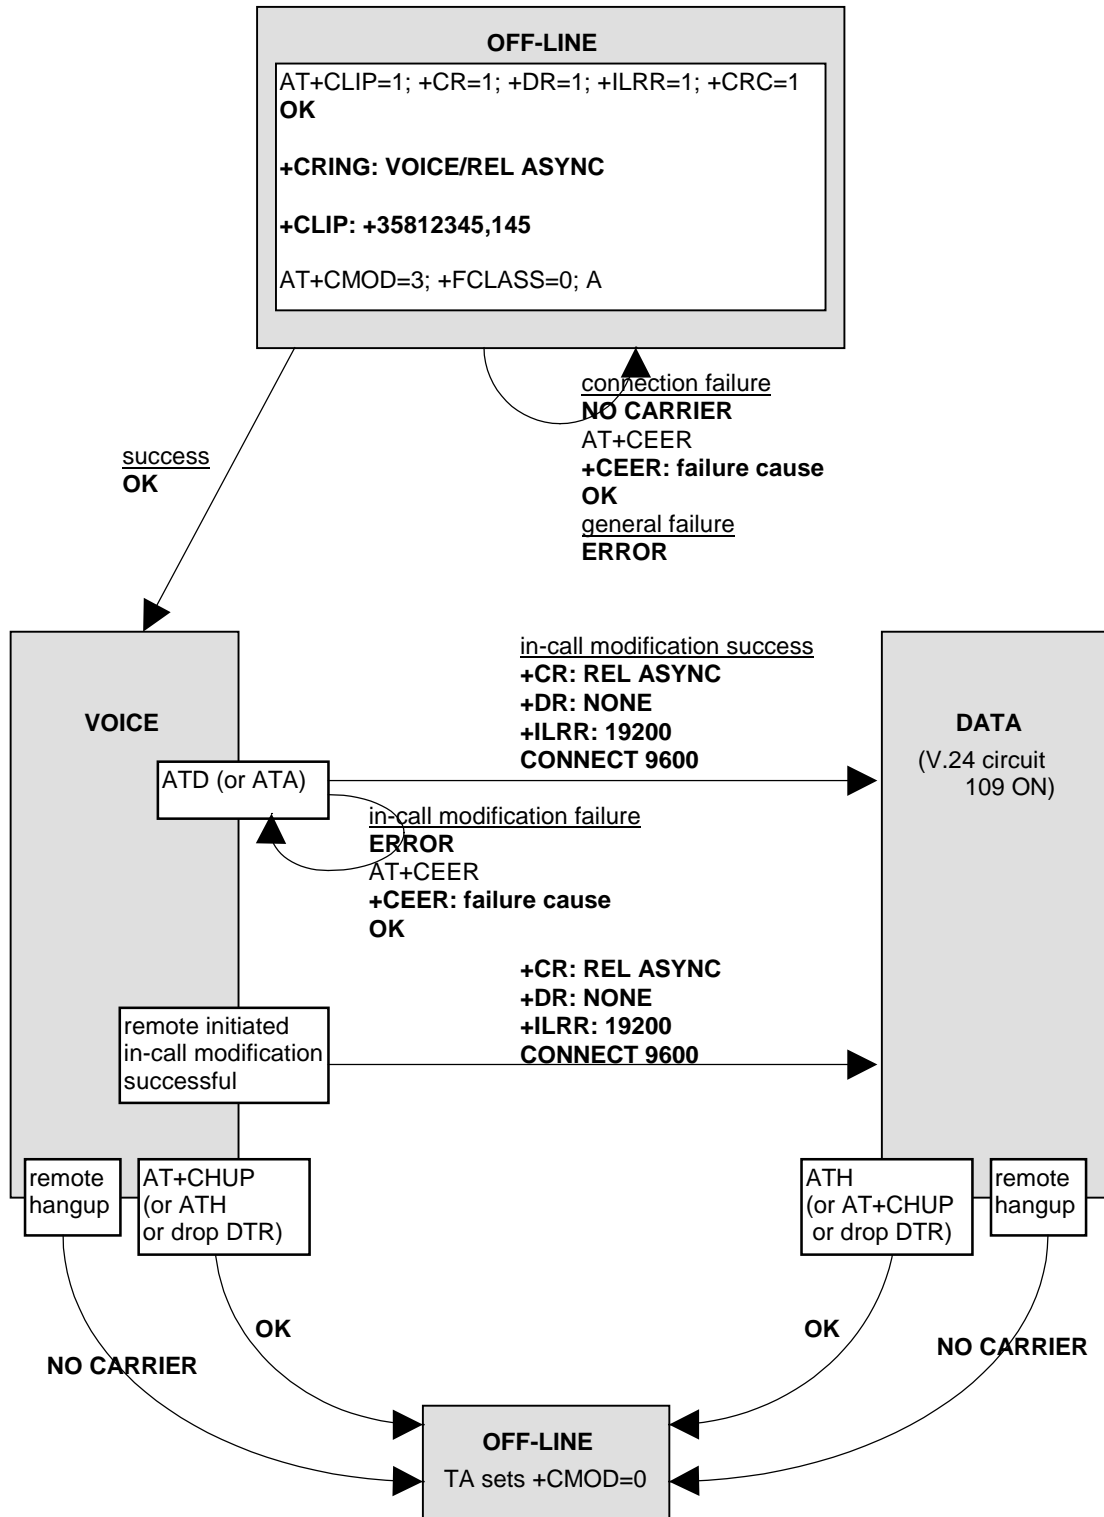 OFF-LINE
AT+CLIP=1; +CR=1; +DR=1; +ILRR=1; +CRC=1
OK
+CRING: VOICE/REL ASYNC
+CLIP: +35812345,145
AT+CMOD=3; +FCLASS=0; A
connection failure
NO CARRIER
AT+CEER
+CEER: failure cause
OK
general failure
ERROR
success
OK
in-call modification success
+CR: REL ASYNC
+DR: NONE
+ILRR: 19200
CONNECT 9600
VOICE
DATA
(V.24 circuit
109 ON)
ATD (or ATA)
in-call modification failure
ERROR
AT+CEER
+CEER: failure cause
OK
+CR: REL ASYNC
+DR: NONE
+ILRR: 19200
CONNECT 9600
remote initiated
in-call modification
successful
remote
hangup
AT+CHUP
(or ATH
or drop DTR)
ATH
(or AT+CHUP
or drop DTR)
remote
hangup
OK
NO CARRIER
OK
NO CARRIER
OFF-LINE
TA sets +CMOD=0